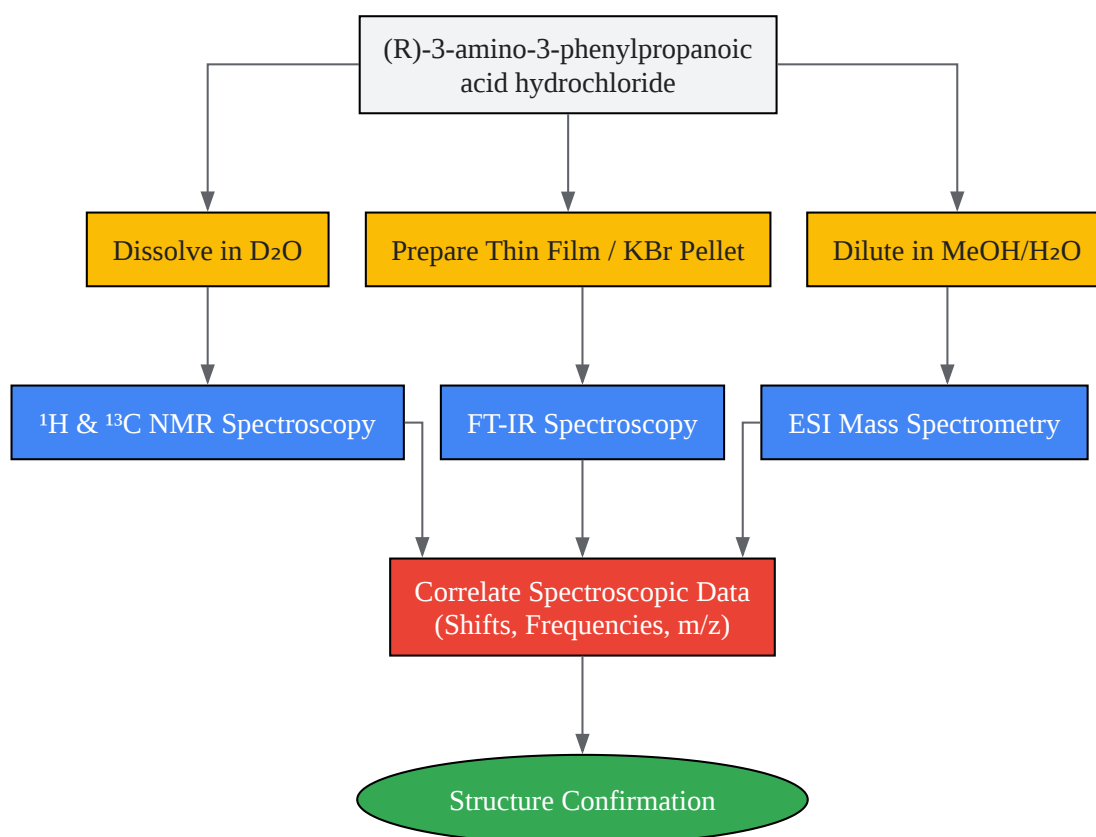 (R)-3-amino-3-phenylpropanoic
acid hydrochloride
Dissolve in D₂O
Prepare Thin Film / KBr Pellet
Dilute in MeOH/H₂O
¹H & ¹³C NMR Spectroscopy
FT-IR Spectroscopy
ESI Mass Spectrometry
Correlate Spectroscopic Data
(Shifts, Frequencies, m/z)
Structure Confirmation